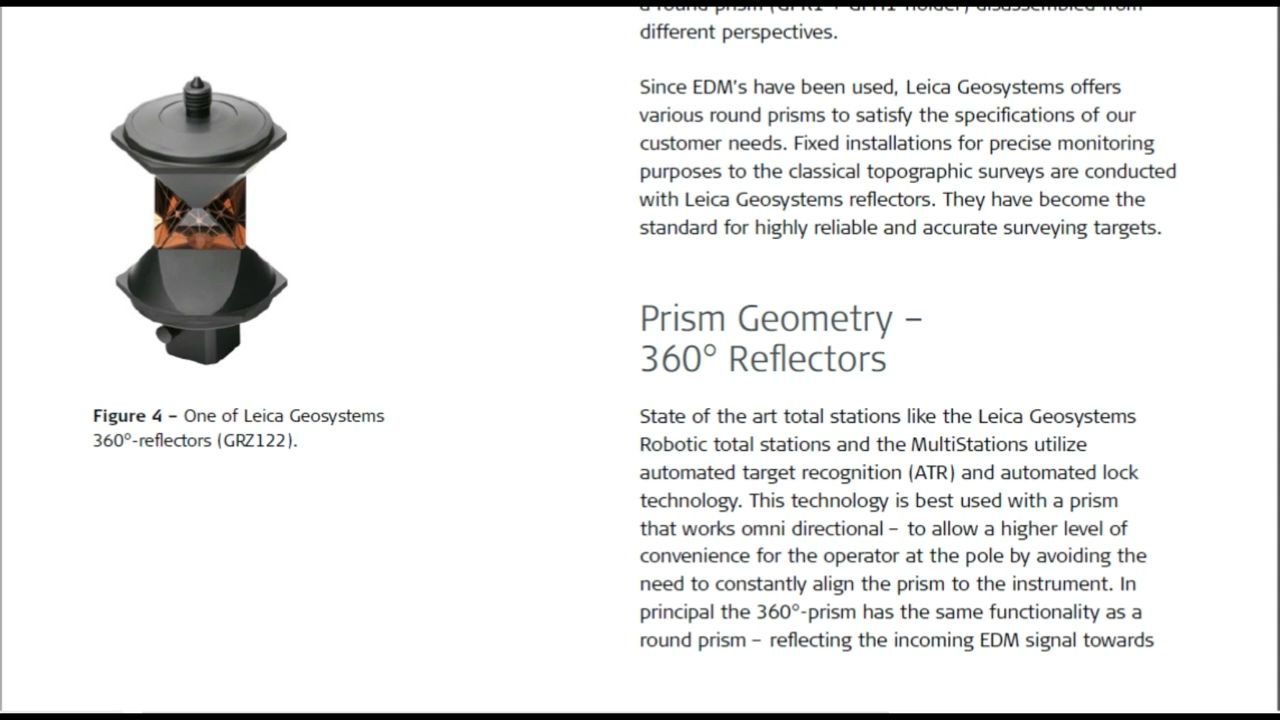 different perspectives.
Since EDM's have been used, Leica Geosystems offers
various round prisms to satisfy the specifications of our
customer needs. Fixed installations for precise monitoring
purposes to the classical topographic surveys are conducted
with Leica Geosystems reflectors. They have become the
standard for highly reliable and accurate surveying targets.
Prism Geometry –
360° Reflectors
State of the art total stations like the Leica Geosystems
Robotic total stations and the MultiStations utilize
automated target recognition (ATR) and automated lock
technology. This technology is best used with a prism
that works omni directional – to allow a higher level of
convenience for the operator at the pole by avoiding the
need to constantly align the prism to the instrument. In
principal the 360°-prism has the same functionality as a
round prism – reflecting the incoming EDM signal towards
Figure 4 – One of Leica Geosystems
360°-reflectors (GRZ122).